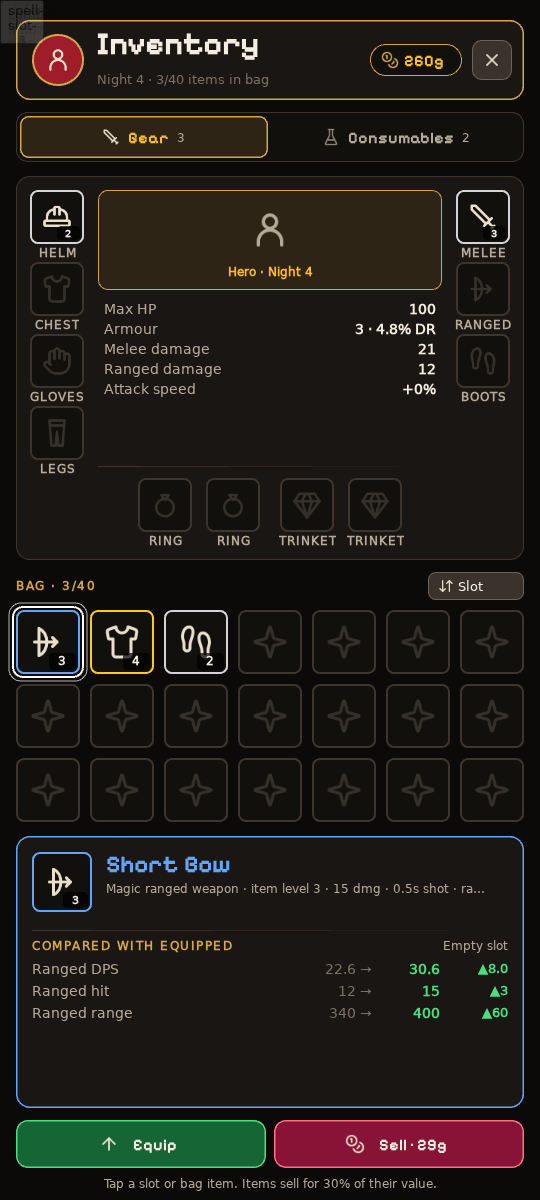 spell-
slot-
Inventory
Night 4 · 3/40 items in bag
260g
Gear 3
Consumables 2
2
HELM
CHEST
GLOVES
LEGS
Hero · Night 4
Max HP 100
Armour 3 · 4.8% DR
Melee damage 21
Ranged damage 12
Attack speed +0%
3
MELEE
RANGED
BOOTS
RING
RING
TRINKET
TRINKET
BAG · 3/40
Slot
3
4
2
3
Short Bow
Magic ranged weapon · item level 3 · 15 dmg · 0.5s shot · ra…
COMPARED WITH EQUIPPED Empty slot
Ranged DPS 22.6 → 30.6 ▲8.0
Ranged hit 12 → 15 ▲3
Ranged range 340 → 400 ▲60
Equip
Sell · 29g
Tap a slot or bag item. Items sell for 30% of their value.